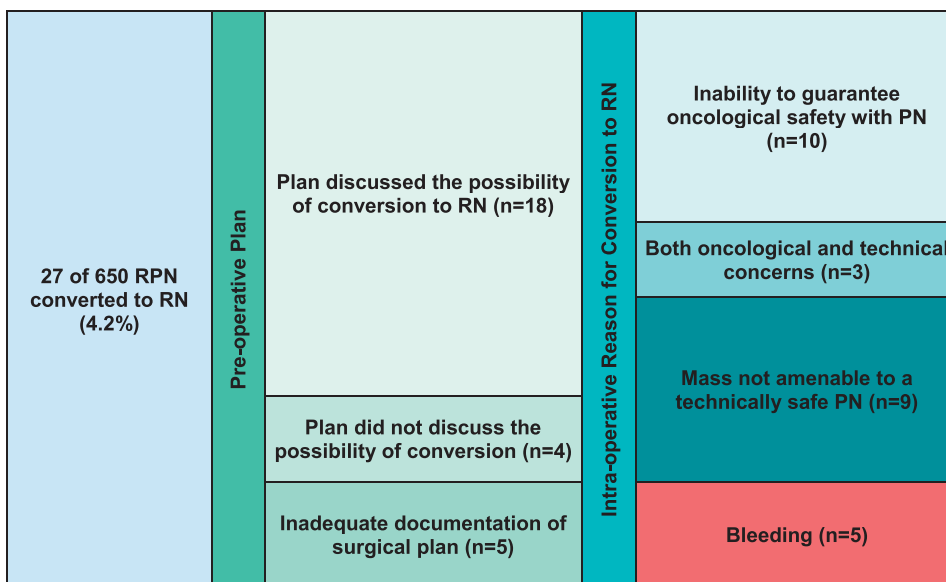 27 of 650 RPN
converted to RN
(4.2%)
Pre-operative Plan
Plan discussed the possibility
of conversion to RN (n=18)
Plan did not discuss the
possibility of conversion (n=4)
Inadequate documentation of
surgical plan (n=5)
Intra-operative Reason for Conversion to RN
Inability to guarantee
oncological safety with PN
(n=10)
Both oncological and technical
concerns (n=3)
Mass not amenable to a
technically safe PN (n=9)
Bleeding (n=5)